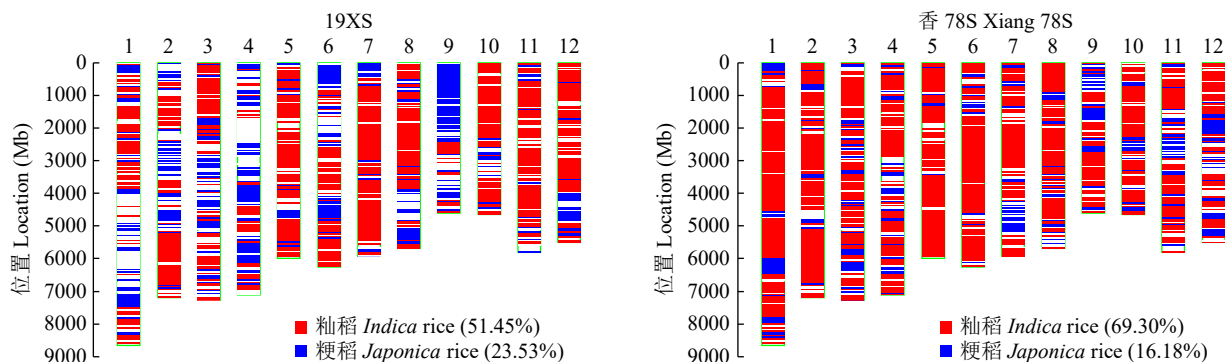 19XS
1 2 3 4 5 6 7 8 9 10 11 12
0
1000
2000
3000
4000
5000
6000
7000
8000
9000
位置 Location (Mb)
籼稻 Indica rice (51.45%)
粳稻 Japonica rice (23.53%)
香 78S Xiang 78S
1 2 3 4 5 6 7 8 9 10 11 12
0
1000
2000
3000
4000
5000
6000
7000
8000
9000
位置 Location (Mb)
籼稻 Indica rice (69.30%)
粳稻 Japonica rice (16.18%)